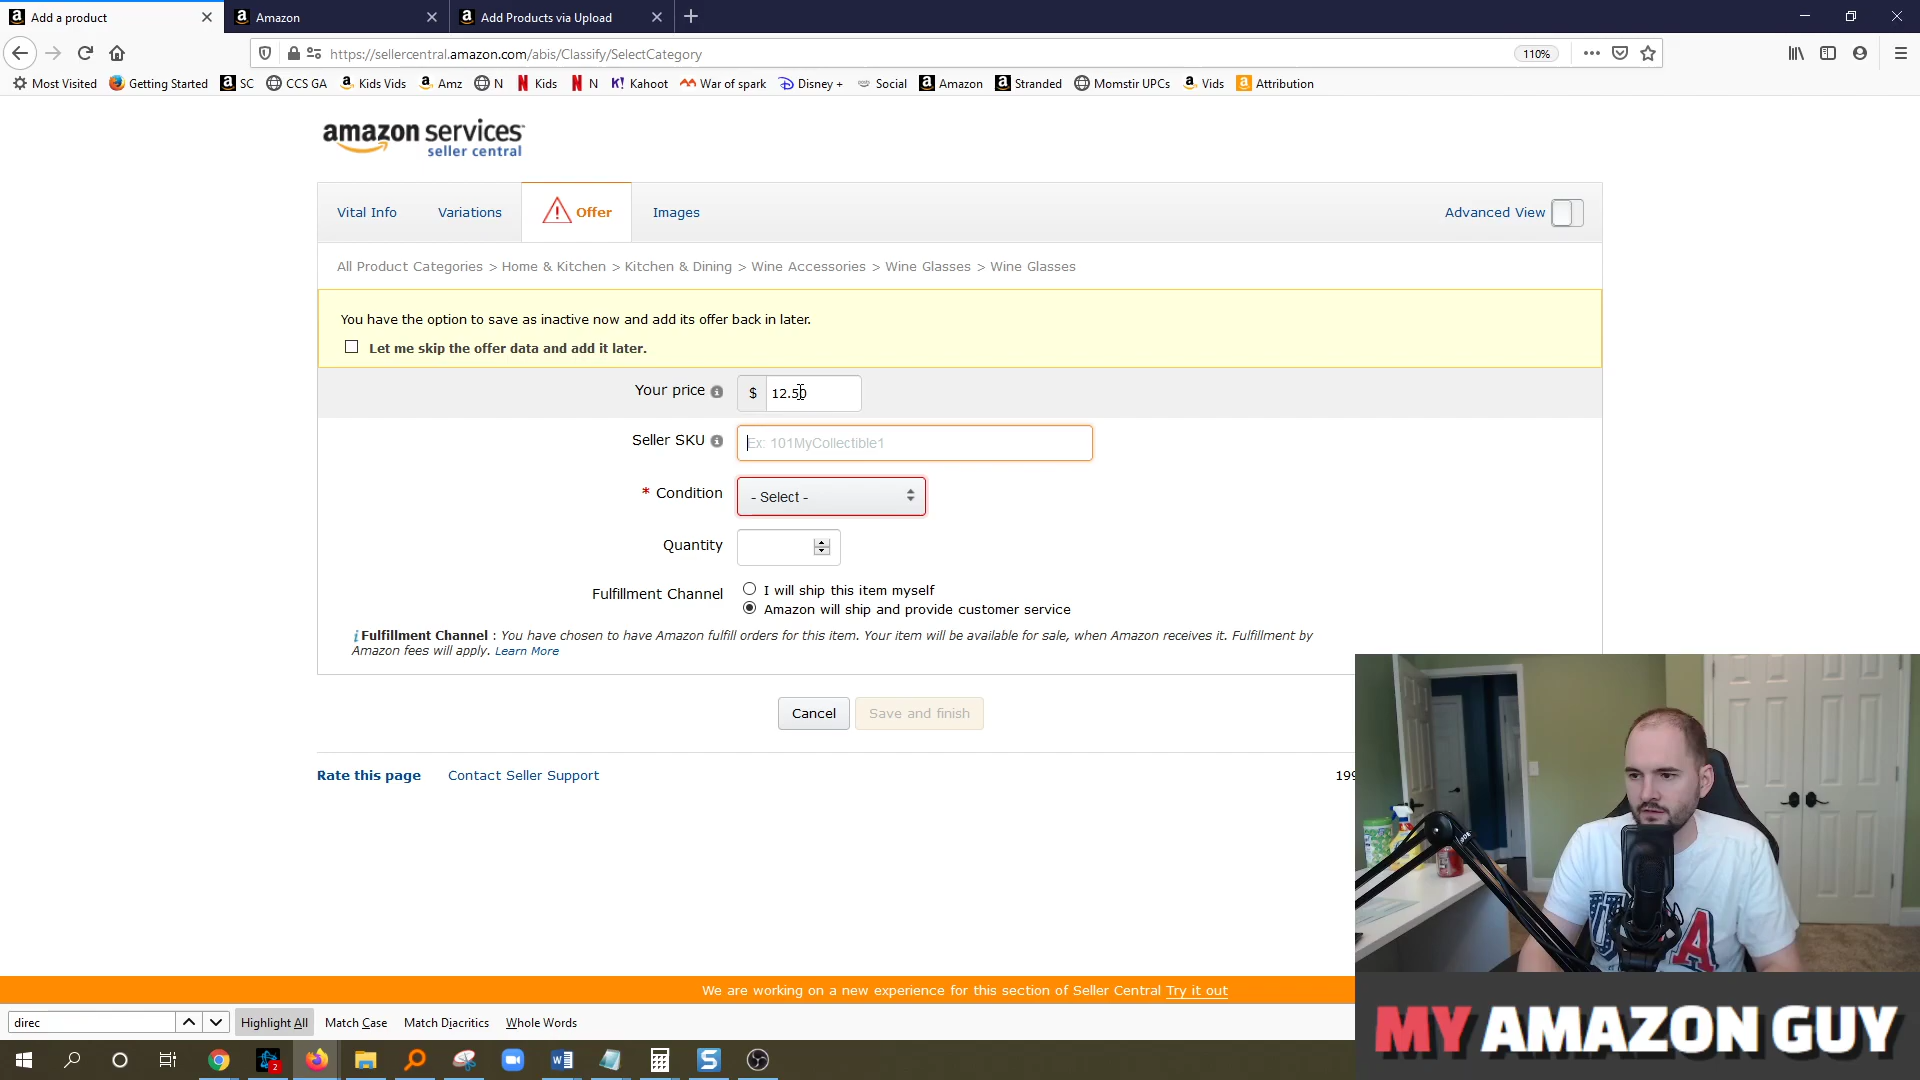 Add a product
Amazon
Add Products via Upload
https://sellercentral.amazon.com/abis/Classify/SelectCategory
110%
Most Visited
Getting Started
SC
CCS GA
Kids Vids
Amz
N
Kids
N
Kahoot
War of spark
Disney +
Social
Amazon
Stranded
Momstir UPCs
Vids
Attribution
amazon services
seller central
Vital Info
Variations
Offer
Images
Advanced View
All Product Categories > Home & Kitchen > Kitchen & Dining > Wine Accessories > Wine Glasses > Wine Glasses
You have the option to save as inactive now and add its offer back in later.
Let me skip the offer data and add it later.
Your price
$ 12.50
Seller SKU
Ex: 101MyCollectible1
* Condition
- Select -
Quantity
Fulfillment Channel
I will ship this item myself
Amazon will ship and provide customer service
Fulfillment Channel : You have chosen to have Amazon fulfill orders for this item. Your item will be available for sale, when Amazon receives it. Fulfillment by
Amazon fees will apply. Learn More
Cancel
Save and finish
Rate this page
Contact Seller Support
199
We are working on a new experience for this section of Seller Central Try it out
direc
Highlight All
Match Case
Match Diacritics
Whole Words
2
MY AMAZON GUY